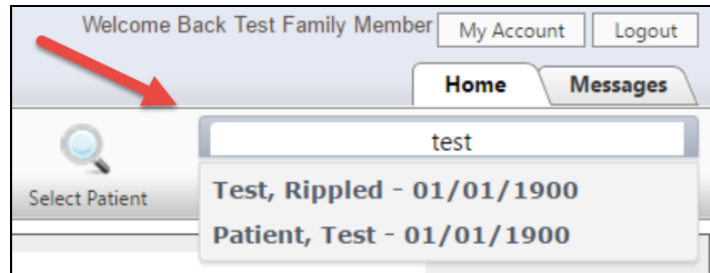 Welcome Back Test Family Member My Account Logout
Home Messages
test
Select Patient
Test, Rippled - 01/01/1900
Patient, Test - 01/01/1900